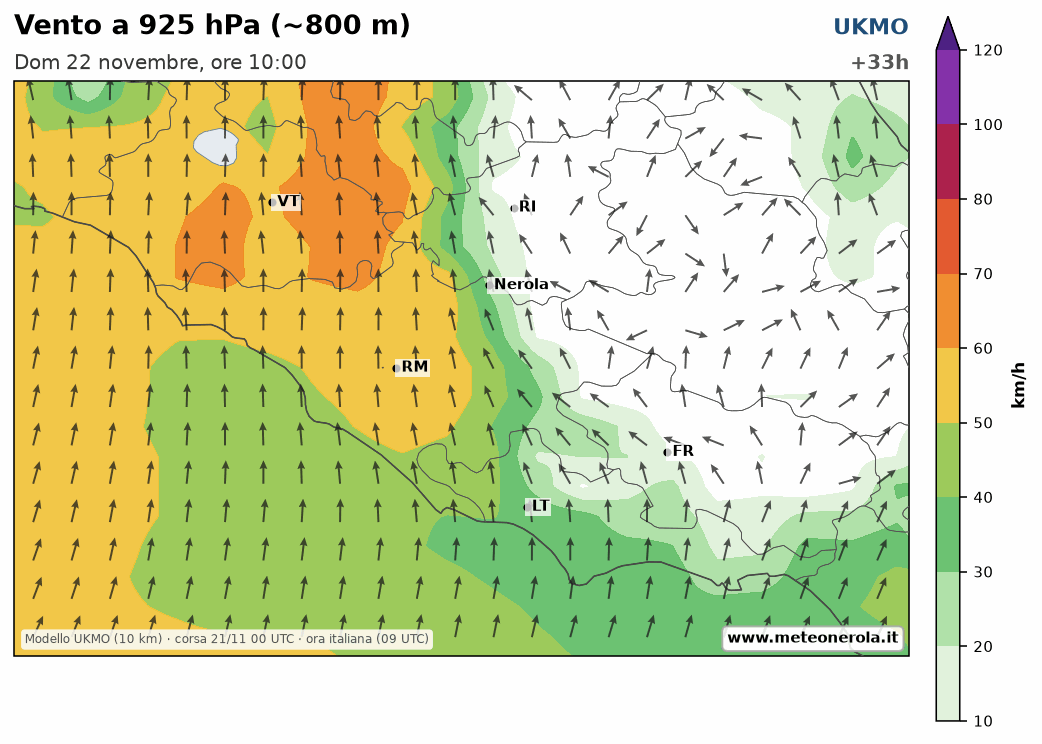 Vento a 925 hPa (~800 m)
UKMO
Dom 22 novembre, ore 10:00
+33h
VT
RI
Nerola
RM
FR
LT
Modello UKMO (10 km) · corsa 21/11 00 UTC · ora italiana (09 UTC)
www.meteonerola.it
120
100
80
70
60
50
40
30
20
10
km/h